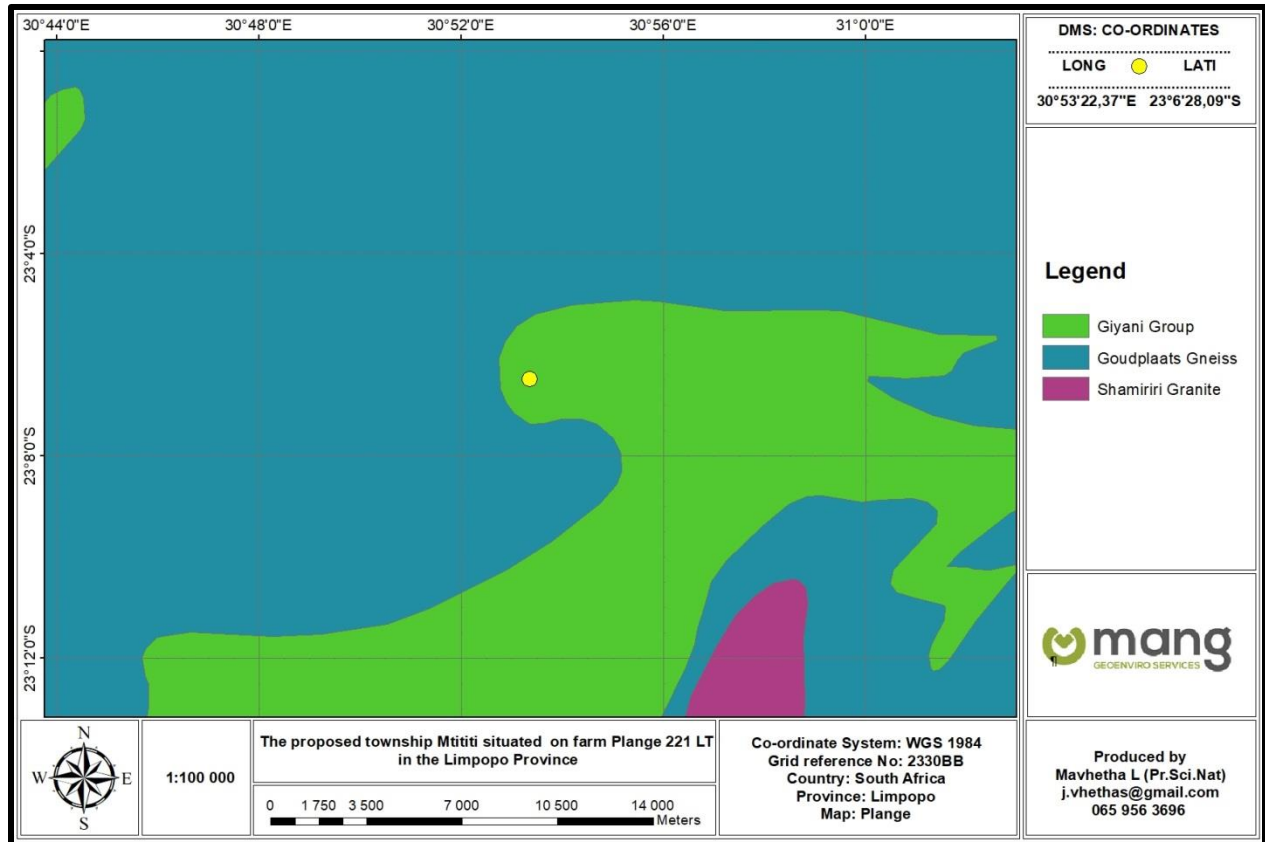 30°44'0"E
30°48'0"E
30°52'0"E
30°56'0"E
31°0'0"E
23°4'0"S
23°8'0"S
23°12'0"S
DMS: CO-ORDINATES
LONG LATI
30°53'22,37"E 23°6'28,09"S
Legend
Giyani Group
Goudplaats Gneiss
Shamiriri Granite
mang
GEOENVIRO SERVICES
¶
N
W E
S
1:100 000
The proposed township Mtititi situated on farm Plange 221 LT
in the Limpopo Province
0 1 750 3 500 7 000 10 500 14 000
Meters
Co-ordinate System: WGS 1984
Grid reference No: 2330BB
Country: South Africa
Province: Limpopo
Map: Plange
Produced by
Mavhetha L (Pr.Sci.Nat)
j.vhethas@gmail.com
065 956 3696